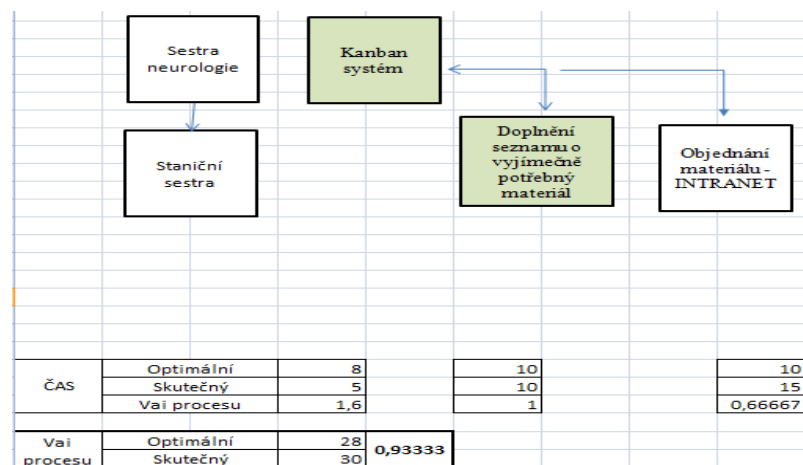 Sestra
neurologie
Kanban
systém
Staniční
sestra
Doplnění
seznamu o
vyjímečně
potřebný
materiál
Objednání
materiálu -
INTRANET
ČAS
Optimální 8 10 10
Skutečný 5 10 15
Vai procesu 1,6 1 0,66667
Vai
procesu
Optimální 28
Skutečný 30
0,93333